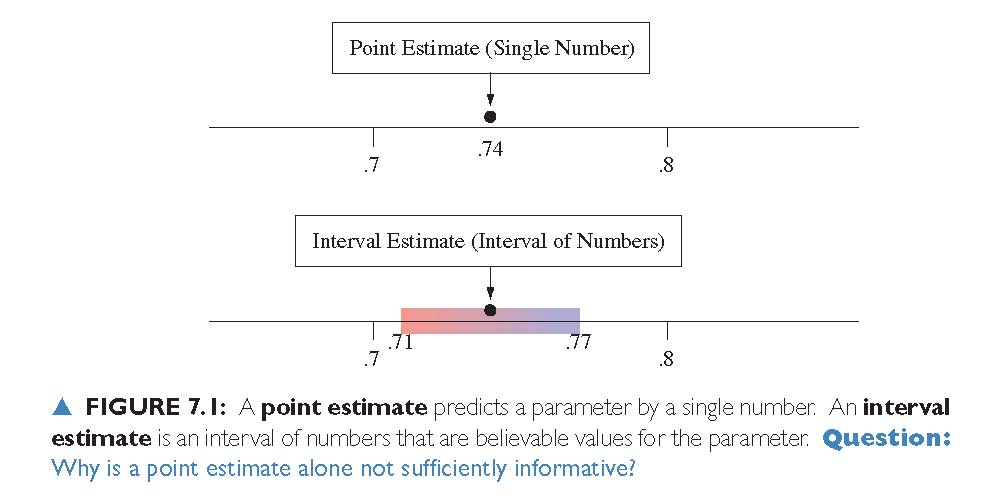 Point Estimate (Single Number)
.74
.7
.8
Interval Estimate (Interval of Numbers)
.71
.77
.7
.8
▲ FIGURE 7.1: A point estimate predicts a parameter by a single number. An interval
estimate is an interval of numbers that are believable values for the parameter. Question:
Why is a point estimate alone not sufficiently informative?